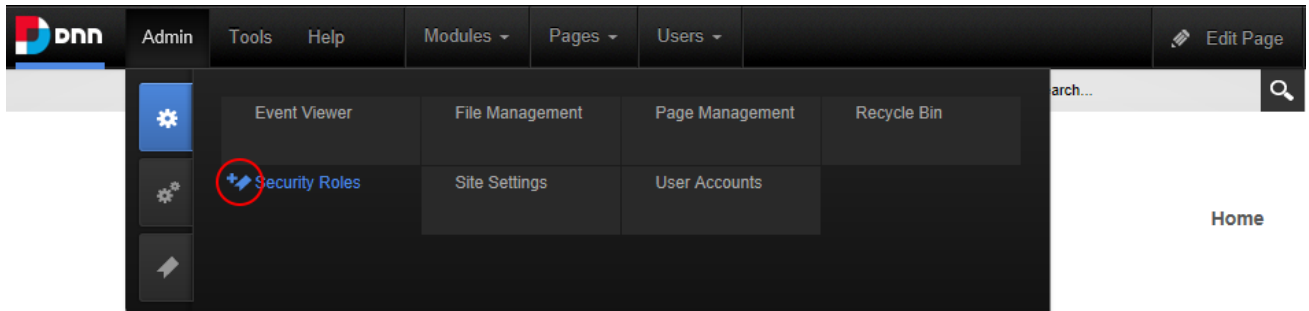 DNN Admin Tools Help Modules Pages Users Edit Page
arch...
Event Viewer File Management Page Management Recycle Bin
Security Roles Site Settings User Accounts
Home